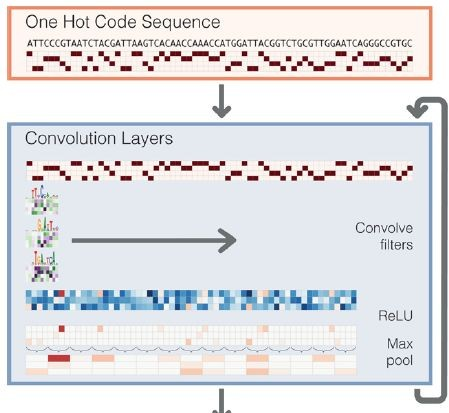 One Hot Code Sequence
ATTCCCGTAATCTACGATTAAGTCACAACCAAACCATGGATTACGGTCTGCGTTGGAATCAGGGCCGTGC
Convolution Layers
Convolve
filters
ReLU
Max
pool